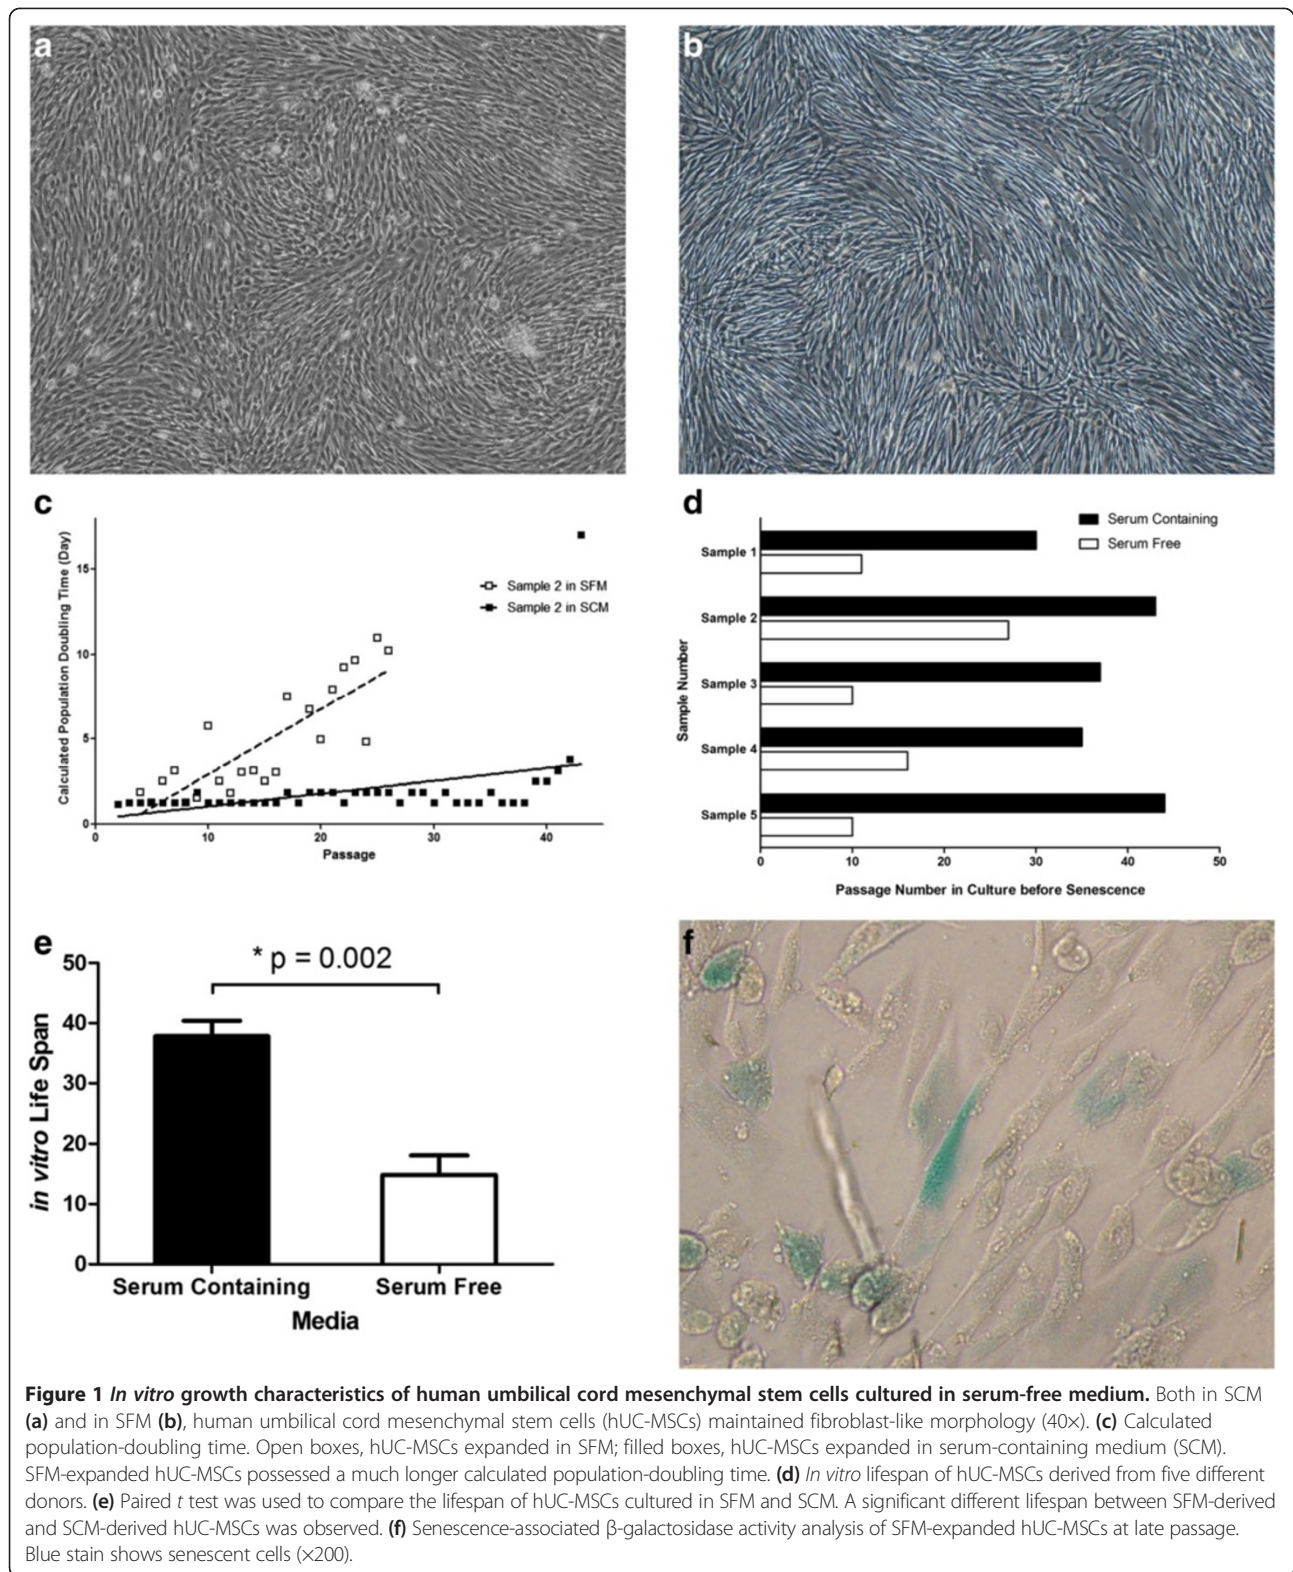 a
b
c
Calculated Population Doubling Time (Day)
15
10
5
0
0 10 20 30 40
Passage
Sample 2 in SFM
Sample 2 in SCM
d
Serum Containing
Serum Free
Sample Number
Sample 1
Sample 2
Sample 3
Sample 4
Sample 5
0 10 20 30 40 50
Passage Number in Culture before Senescence
e
* p = 0.002
in vitro Life Span
50
40
30
20
10
0
Serum Containing Serum Free
Media
f
Figure 1 In vitro growth characteristics of human umbilical cord mesenchymal stem cells cultured in serum-free medium. Both in SCM
(a) and in SFM (b), human umbilical cord mesenchymal stem cells (hUC-MSCs) maintained fibroblast-like morphology (40×). (c) Calculated
population-doubling time. Open boxes, hUC-MSCs expanded in SFM; filled boxes, hUC-MSCs expanded in serum-containing medium (SCM).
SFM-expanded hUC-MSCs possessed a much longer calculated population-doubling time. (d) In vitro lifespan of hUC-MSCs derived from five different
donors. (e) Paired t test was used to compare the lifespan of hUC-MSCs cultured in SFM and SCM. A significant different lifespan between SFM-derived
and SCM-derived hUC-MSCs was observed. (f) Senescence-associated β-galactosidase activity analysis of SFM-expanded hUC-MSCs at late passage.
Blue stain shows senescent cells (×200).